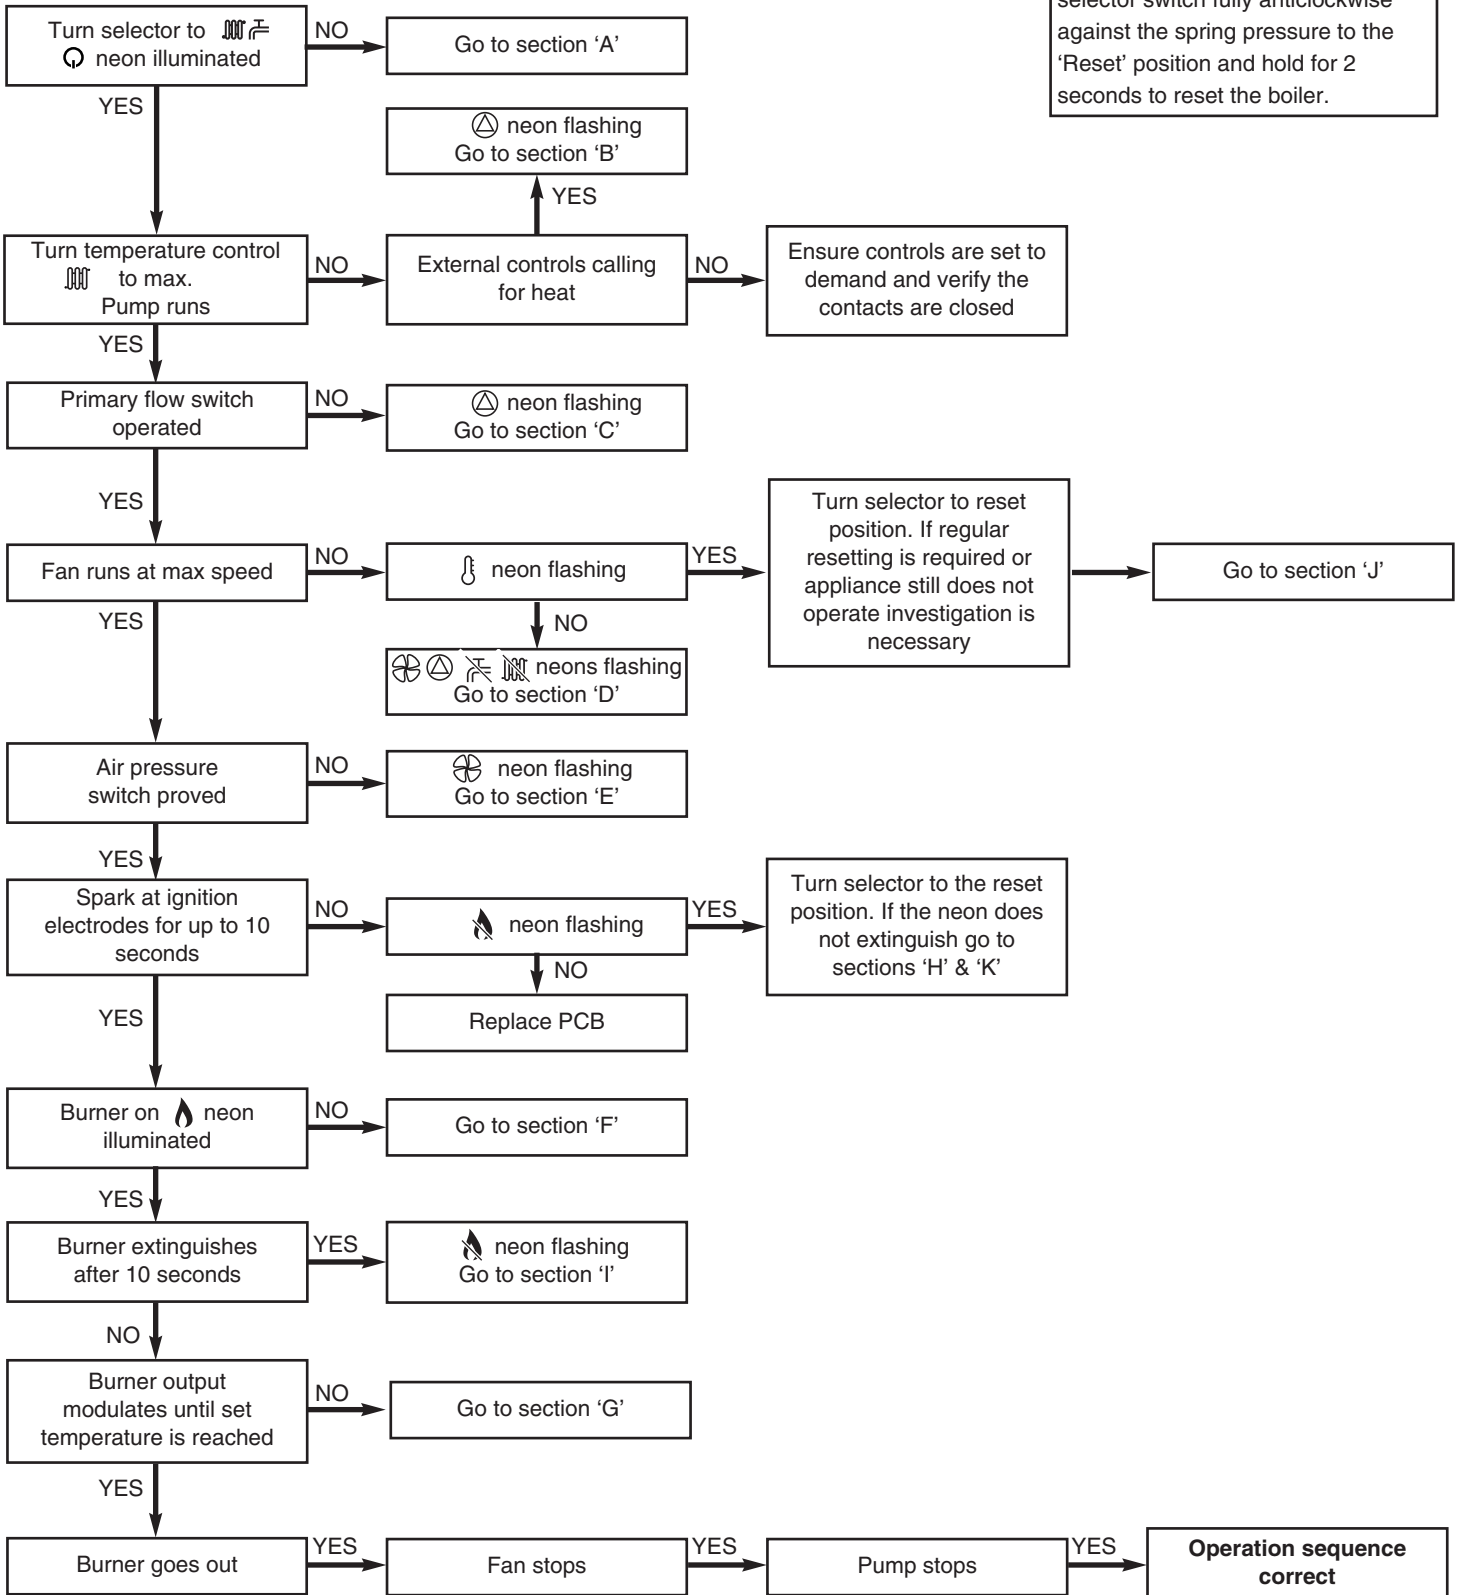 selector switch fully anticlockwise
against the spring pressure to the
‘Reset’ position and hold for 2
seconds to reset the boiler.
Turn selector to
neon illuminated
NO
Go to section ‘A’
YES
neon flashing
Go to section ‘B’
YES
Turn temperature control
to max.
Pump runs
NO
External controls calling
for heat
NO
Ensure controls are set to
demand and verify the
contacts are closed
YES
Primary flow switch
operated
NO
neon flashing
Go to section ‘C’
YES
Fan runs at max speed
NO
neon flashing
YES
Turn selector to reset
position. If regular
resetting is required or
appliance still does not
operate investigation is
necessary
Go to section ‘J’
NO
neons flashing
Go to section ‘D’
YES
Air pressure
switch proved
NO
neon flashing
Go to section ‘E’
YES
Spark at ignition
electrodes for up to 10
seconds
NO
neon flashing
YES
Turn selector to the reset
position. If the neon does
not extinguish go to
sections ‘H’ & ‘K’
NO
Replace PCB
YES
Burner on neon
illuminated
NO
Go to section ‘F’
YES
Burner extinguishes
after 10 seconds
YES
neon flashing
Go to section ‘I’
NO
Burner output
modulates until set
temperature is reached
NO
Go to section ‘G’
YES
Burner goes out
YES
Fan stops
YES
Pump stops
YES
Operation sequence
correct